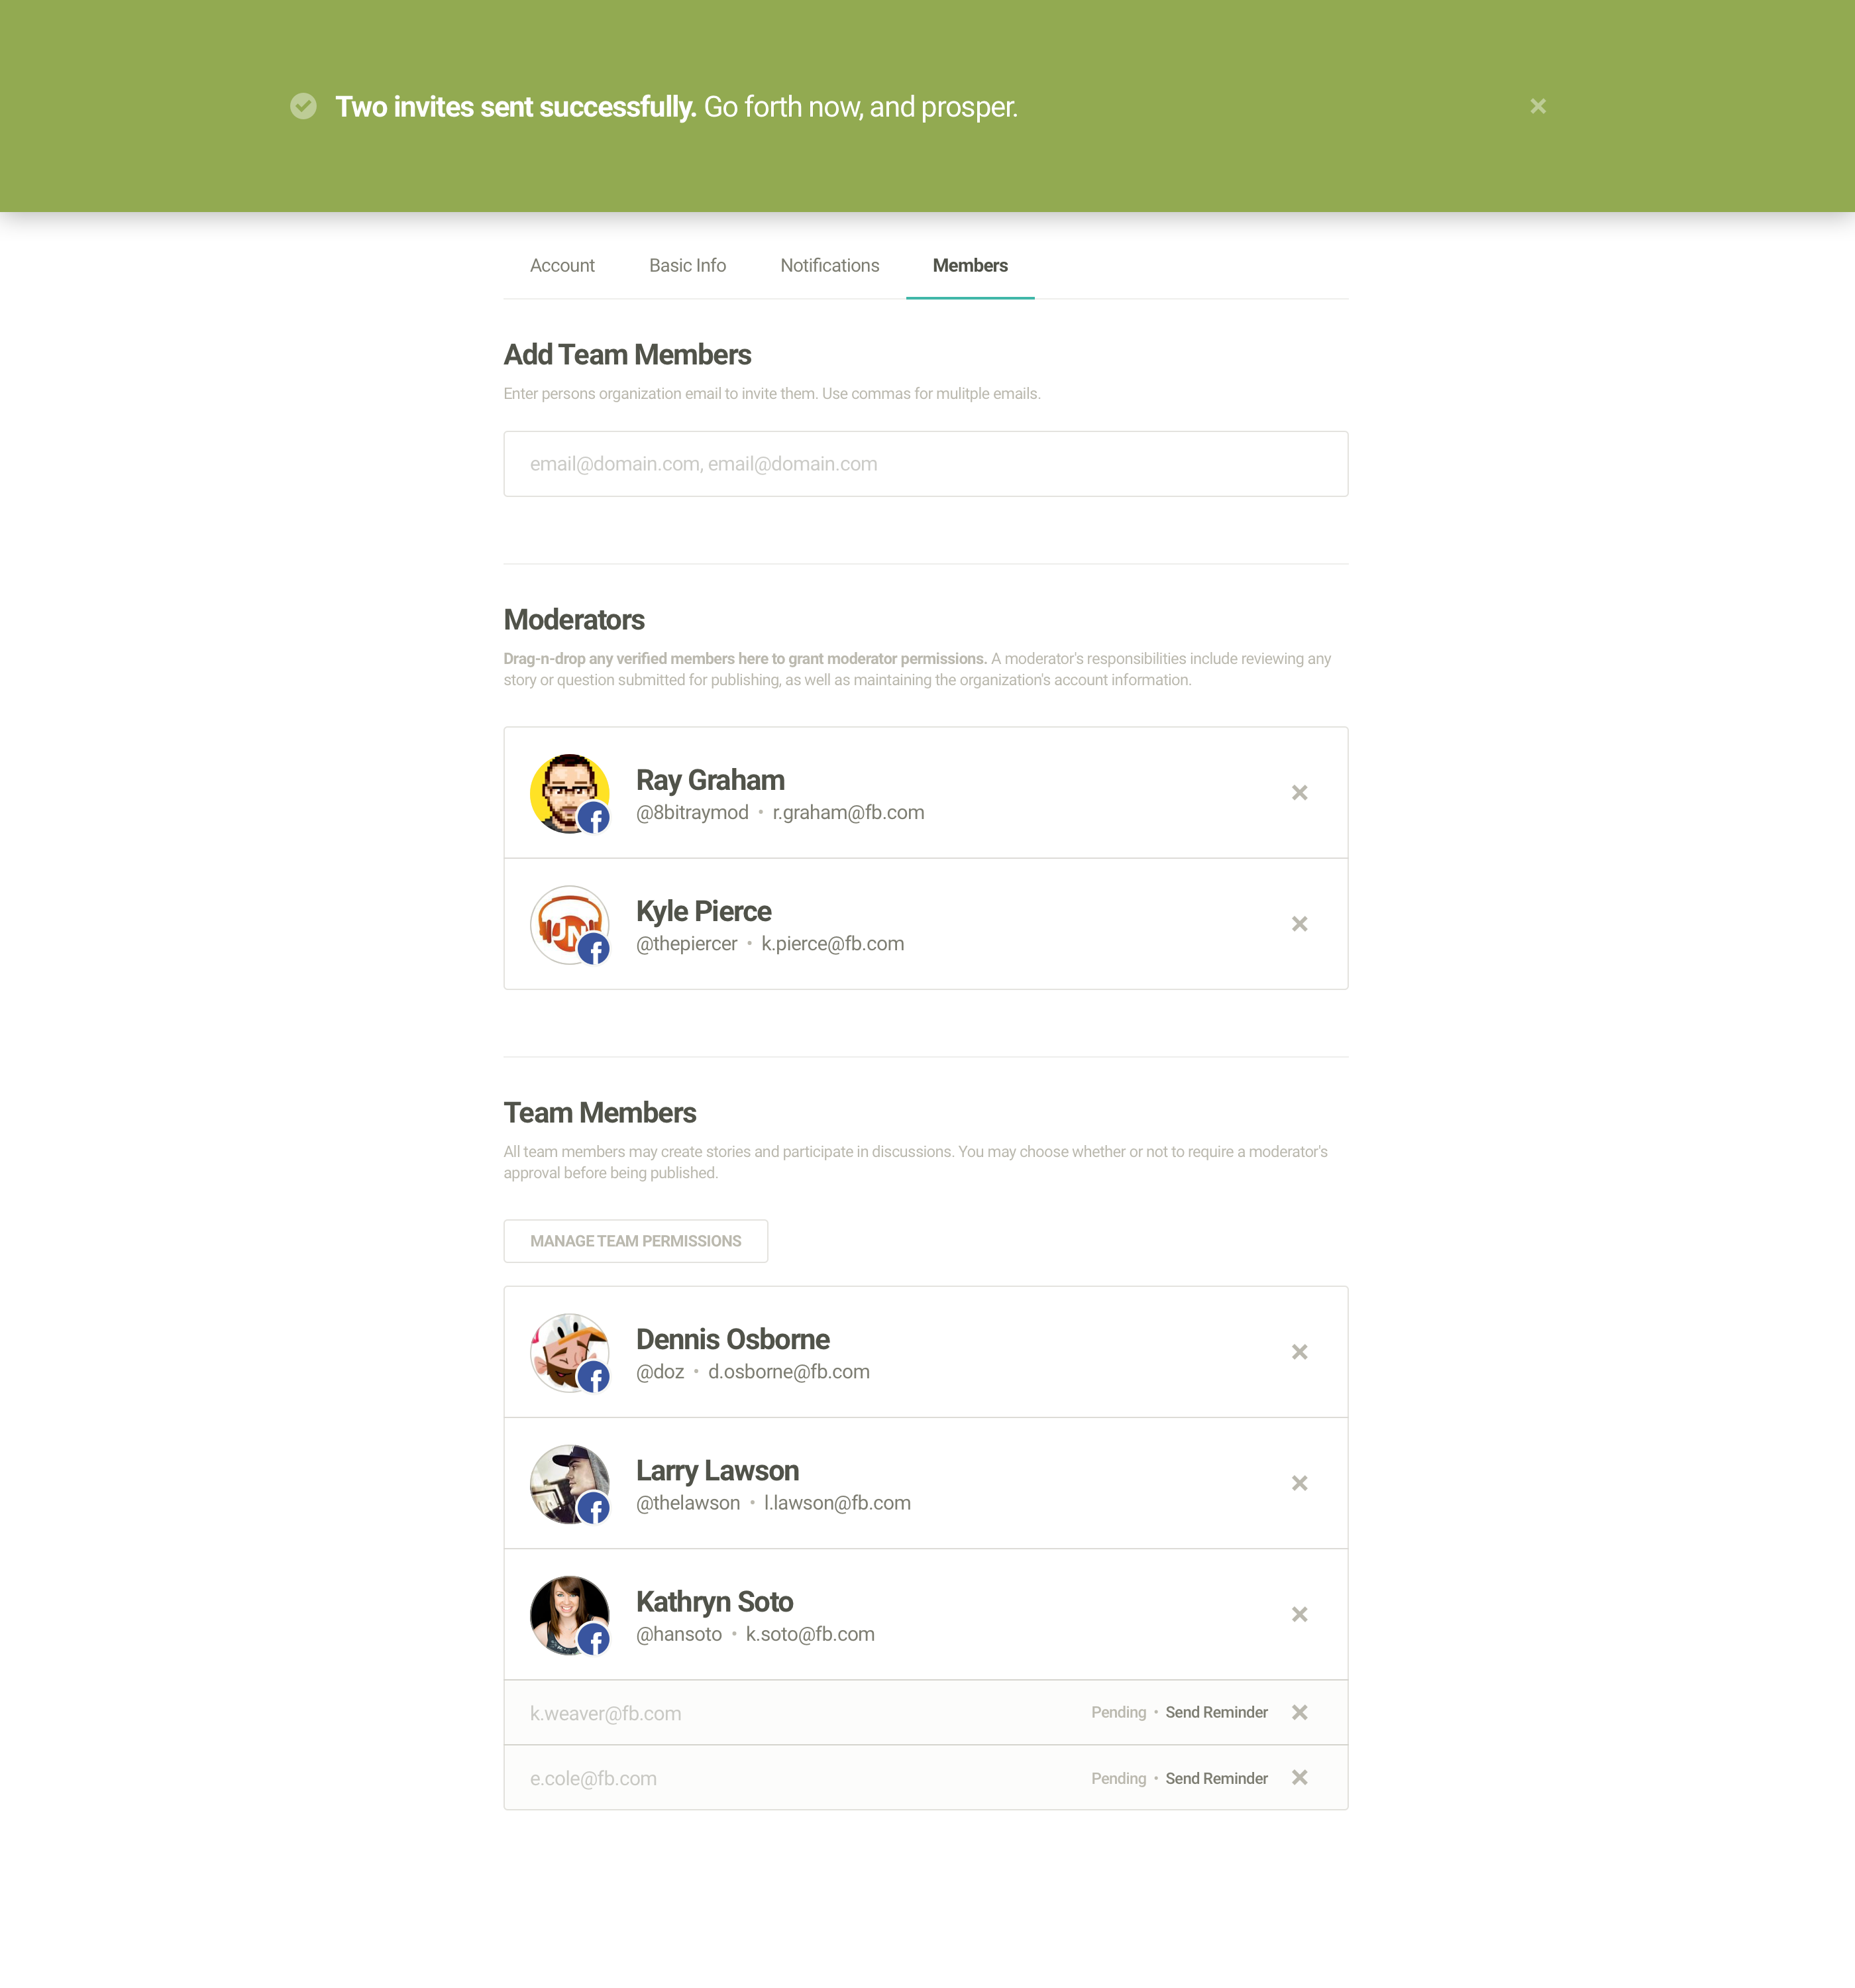 Two invites sent successfully. Go forth now, and prosper.
Account Basic Info Notifications Members
Add Team Members
Enter persons organization email to invite them. Use commas for mulitple emails.
email@domain.com, email@domain.com
Moderators
Drag-n-drop any verified members here to grant moderator permissions. A moderator's responsibilities include reviewing any
story or question submitted for publishing, as well as maintaining the organization's account information.
Ray Graham
@8bitraymod • r.graham@fb.com
JN
Kyle Pierce
@thepiercer • k.pierce@fb.com
Team Members
All team members may create stories and participate in discussions. You may choose whether or not to require a moderator's
approval before being published.
MANAGE TEAM PERMISSIONS
Dennis Osborne
@doz • d.osborne@fb.com
Larry Lawson
@thelawson • l.lawson@fb.com
Kathryn Soto
@hansoto • k.soto@fb.com
k.weaver@fb.com Pending • Send Reminder
e.cole@fb.com Pending • Send Reminder